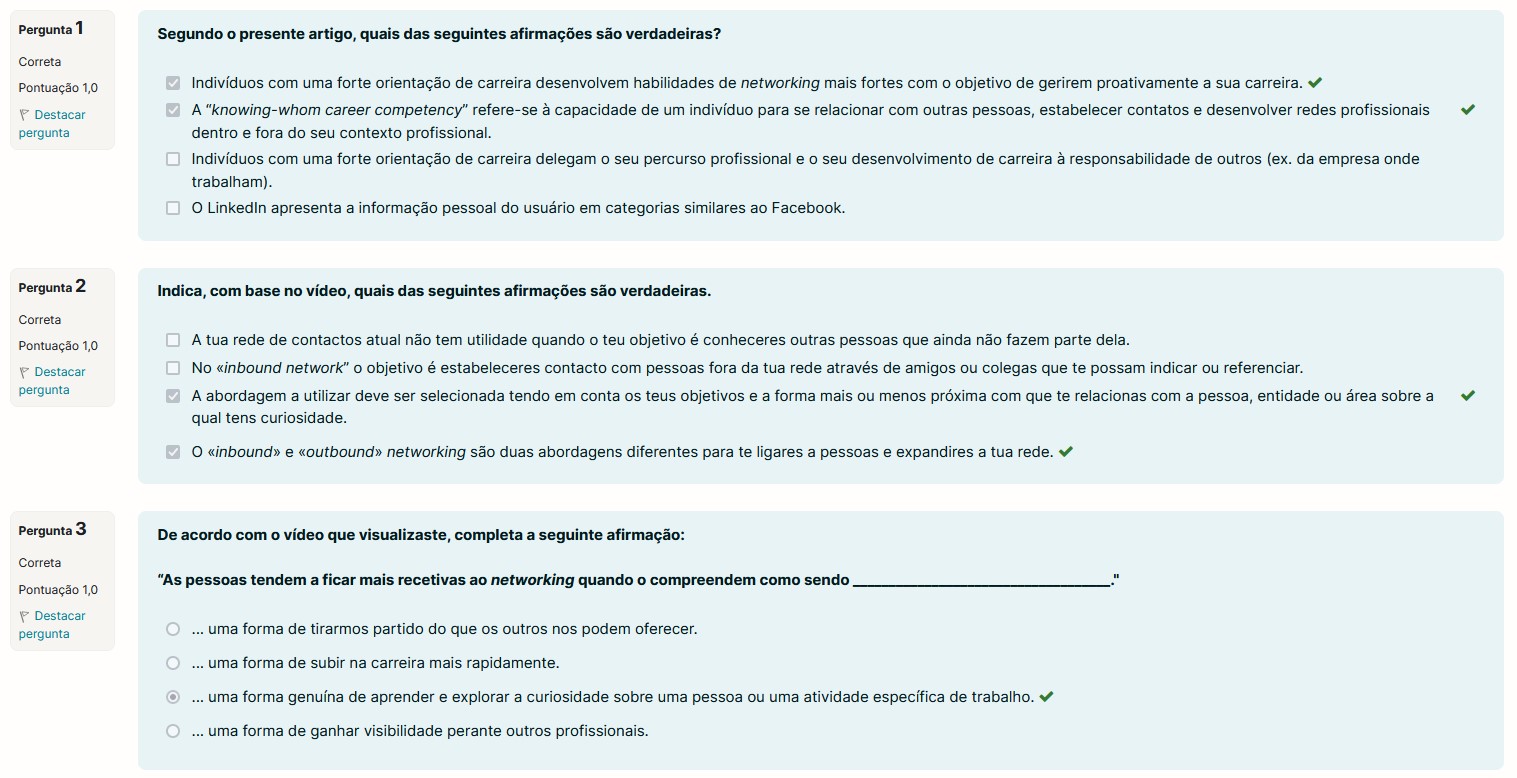 Pergunta 1
Correta
Pontuação 1,0
Destacar
pergunta
Segundo o presente artigo, quais das seguintes afirmações são verdadeiras?
Indivíduos com uma forte orientação de carreira desenvolvem habilidades de networking mais fortes com o objetivo de gerirem proativamente a sua carreira.
A “knowing-whom career competency” refere-se à capacidade de um indivíduo para se relacionar com outras pessoas, estabelecer contatos e desenvolver redes profissionais
dentro e fora do seu contexto profissional.
Indivíduos com uma forte orientação de carreira delegam o seu percurso profissional e o seu desenvolvimento de carreira à responsabilidade de outros (ex. da empresa onde
trabalham).
O LinkedIn apresenta a informação pessoal do usuário em categorias similares ao Facebook.
Pergunta 2
Correta
Pontuação 1,0
Destacar
pergunta
Indica, com base no vídeo, quais das seguintes afirmações são verdadeiras.
A tua rede de contactos atual não tem utilidade quando o teu objetivo é conheceres outras pessoas que ainda não fazem parte dela.
No «inbound network” o objetivo é estabeleceres contacto com pessoas fora da tua rede através de amigos ou colegas que te possam indicar ou referenciar.
A abordagem a utilizar deve ser selecionada tendo em conta os teus objetivos e a forma mais ou menos próxima com que te relacionas com a pessoa, entidade ou área sobre a
qual tens curiosidade.
O «inbound» e «outbound» networking são duas abordagens diferentes para te ligares a pessoas e expandires a tua rede.
Pergunta 3
Correta
Pontuação 1,0
Destacar
pergunta
De acordo com o vídeo que visualizaste, completa a seguinte afirmação:
“As pessoas tendem a ficar mais recetivas ao networking quando o compreendem como sendo ________________________________."
... uma forma de tirarmos partido do que os outros nos podem oferecer.
... uma forma de subir na carreira mais rapidamente.
... uma forma genuína de aprender e explorar a curiosidade sobre uma pessoa ou uma atividade específica de trabalho.
... uma forma de ganhar visibilidade perante outros profissionais.